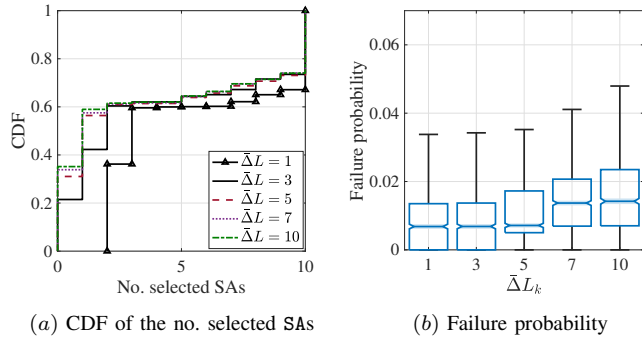 1
0.8
0.6
0.4
0.2
0
CDF
0 5 10
No. selected SAs
Δ̄L = 1
Δ̄L = 3
Δ̄L = 5
Δ̄L = 7
Δ̄L = 10
(a) CDF of the no. selected SAs
0.06
0.04
0.02
0
Failure probability
1 3 5 7 10
Δ̄Lₖ
(b) Failure probability